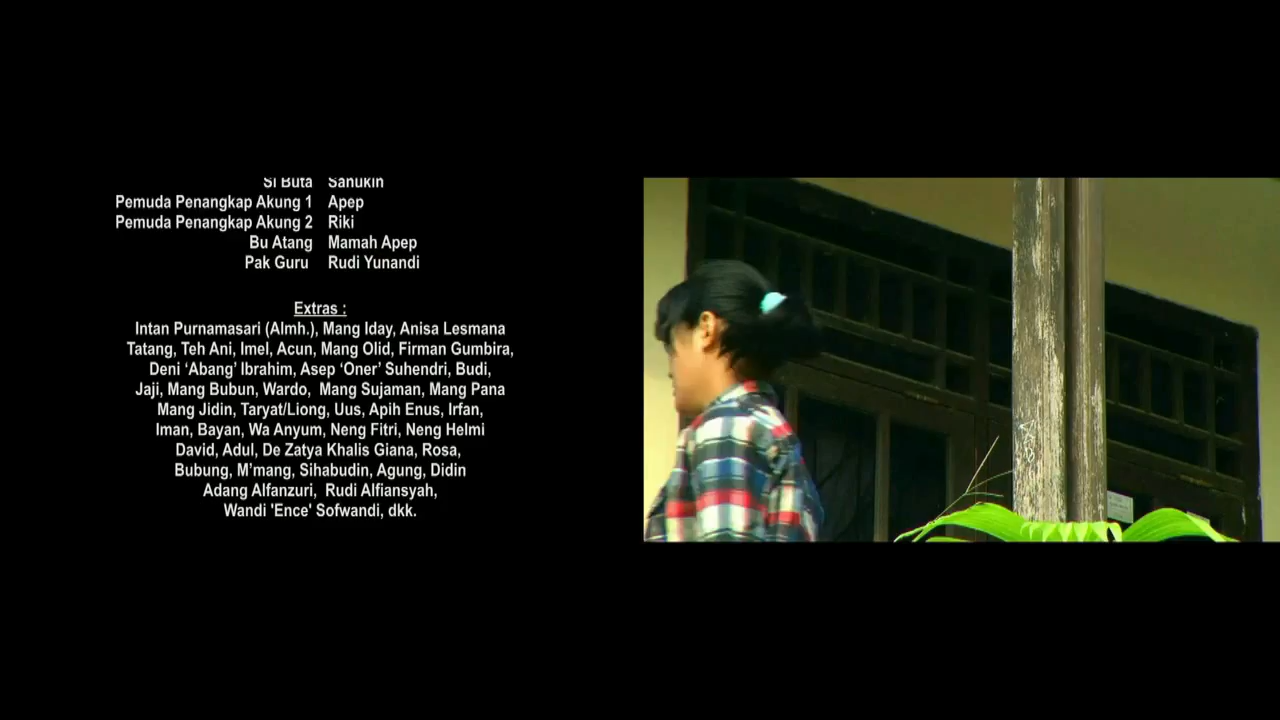 Si Buta Sanukin
Pemuda Penangkap Akung 1 Apep
Pemuda Penangkap Akung 2 Riki
Bu Atang Mamah Apep
Pak Guru Rudi Yunandi
Extras :
Intan Purnamasari (Almh.), Mang Iday, Anisa Lesmana
Tatang, Teh Ani, Imel, Acun, Mang Olid, Firman Gumbira,
Deni ‘Abang’ Ibrahim, Asep ‘Oner’ Suhendri, Budi,
Jaji, Mang Bubun, Wardo, Mang Sujaman, Mang Pana
Mang Jidin, Taryat/Liong, Uus, Apih Enus, Irfan,
Iman, Bayan, Wa Anyum, Neng Fitri, Neng Helmi
David, Adul, De Zatya Khalis Giana, Rosa,
Bubung, M’mang, Sihabudin, Agung, Didin
Adang Alfanzuri, Rudi Alfiansyah,
Wandi 'Ence' Sofwandi, dkk.